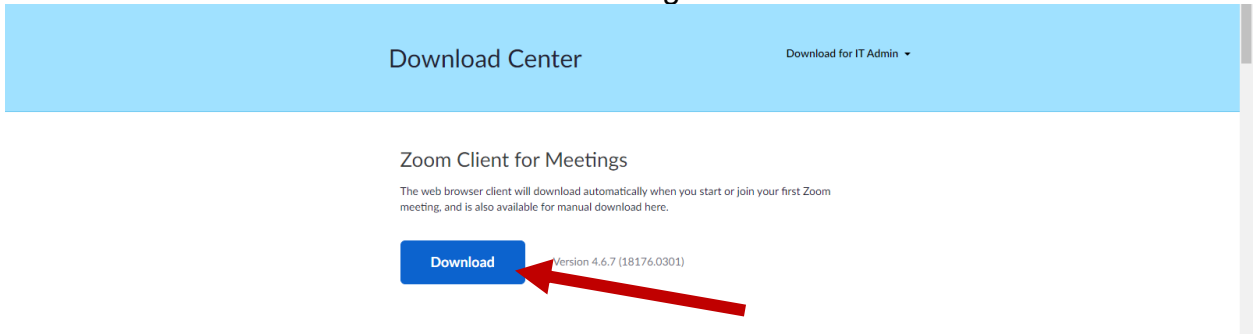 Download Center
Download for IT Admin
Zoom Client for Meetings
The web browser client will download automatically when you start or join your first Zoom
meeting, and is also available for manual download here.
Download
Version 4.6.7 (18176.0301)